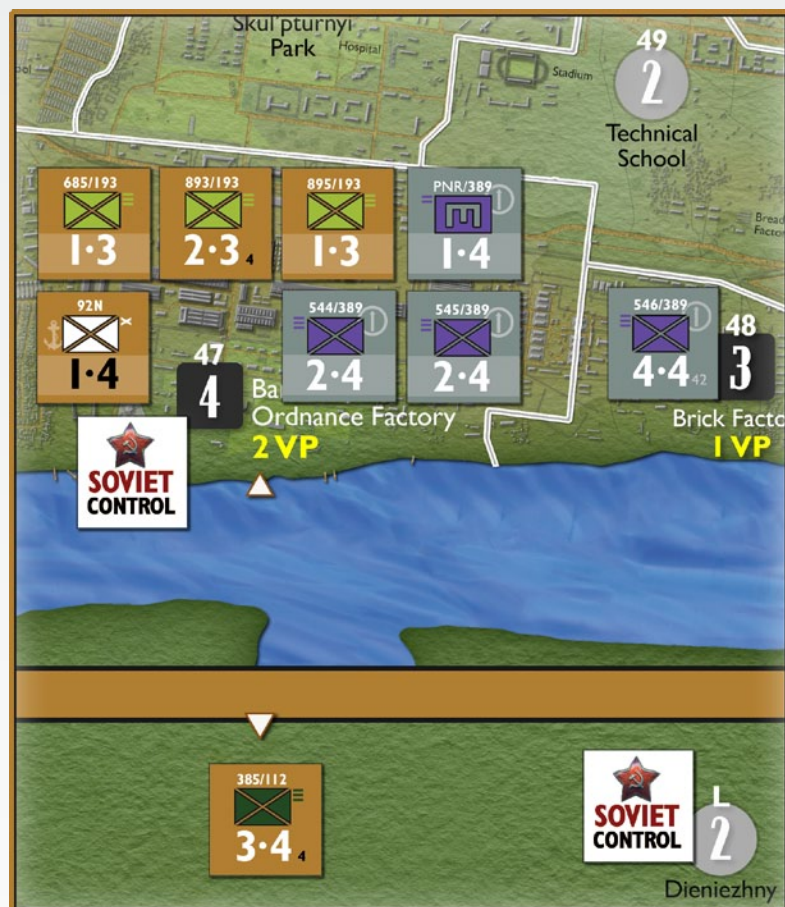 Skul'pturnyi
Park
Hospital
Stadium
49
2
Technical
School
685/193
1·3
893/193
2·3 4
895/193
1·3
PNR/389
i
1·4
92N
x
1·4
47
4
544/389
i
2·4
545/389
i
2·4
546/389
i
4·4 42
48
3
Ordnance Factory
2 VP
Brick Facto
1 VP
SOVIET
CONTROL
385/112
3·4 4
SOVIET
CONTROL
L
2
Dieniezhny